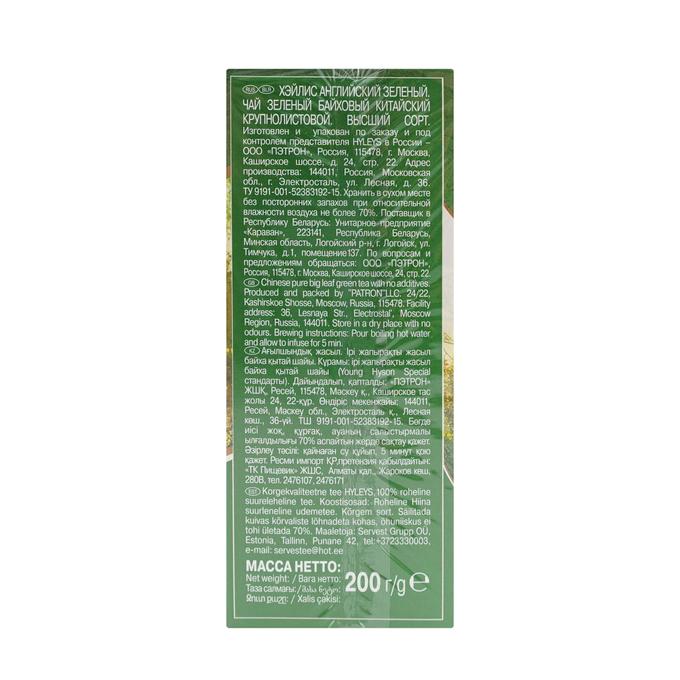 RUS BLR ХЭЙЛИС АНГЛИЙСКИЙ ЗЕЛЕНЫЙ.
ЧАЙ ЗЕЛЕНЫЙ БАЙХОВЫЙ КИТАЙСКИЙ
КРУПНОЛИСТОВОЙ. ВЫСШИЙ СОРТ.
Изготовлен и упакован по заказу и под
контролем представителя HYLEYS в России –
ООО «ПЭТРОН», Россия, 115478, г. Москва,
Каширское шоссе, д. 24, стр. 22. Адрес
производства: 144011, Россия, Московская
обл., г. Электросталь, ул. Лесная, д. 36.
ТУ 9191-001-52383192-15. Хранить в сухом месте
без посторонних запахов при относительной
влажности воздуха не более 70%. Поставщик в
Республику Беларусь: Унитарное предприятие
«Караван», 223141, Республика Беларусь,
Минская область, Логойский р-н, г. Логойск, ул.
Тимчука, д.1, помещение137. По вопросам и
предложениям обращаться: ООО «ПЭТРОН»,
Россия, 115478, г. Москва, Каширское шоссе, 24, стр. 22.
GB Chinese pure big leaf green tea with no additives.
Produced and packed by "PATRON"LLC. 24/22,
Kashirskoe Shosse, Moscow, Russia, 115478. Facility
address: 36, Lesnaya Str., Electrostal', Moscow
Region, Russia, 144011. Store in a dry place with no
odours. Brewing instructions: Pour boiling hot water
and allow to infuse for 5 min.
KZ Ағылшындық жасыл. Ірі жапырақты жасыл
байха қытай шайы. Құрамы: ірі жапырақты жасыл
байха қытай шайы (Young Hyson Special
стандарты). Дайындалып, қапталды: «ПЭТРОН»
ЖШҚ, Ресей, 115478, Мәскеу қ., Каширское тас
жолы 24, 22-құр. Өндіріс мекенжайы: 144011,
Ресей, Мәскеу обл., Электросталь қ., Лесная
көш., 36-үй. ТШ 9191-001-52383192-15. Бөгде
иісі жоқ, құрғақ, ауаның салыстырмалы
ылғалдылығы 70% аспайтын жерде сақтау қажет.
Әзірлеу тәсілі: қайнаған су құйып, 5 минут қою
қажет. Ресми импорт ҚР,претензия қабылдайтын:
«ТК Пищевик» ЖШС, Алматы қал., Жароков көш.
280В, тел. 2476107, 2476171
EST Korgekvaliteetne tee HYLEYS, 100% roheline
suureleheline tee. Koostisosad: Roheline Hiina
suurleneline udemetee. Kõrgem sort. Säilitada
kuivas kõrvaliste lõhnadeta kohas, õhuniiskus ei
tohi ületada 70%. Maaletoja: Servest Grupp OÜ,
Estonia, Tallinn, Punane 42, tel:+3723330003,
e-mail: servestee@hot.ee
МАССА НЕТТО:
Net weight: / Вага нетто:
Таза салмағы: / მასა ნეტო:
Զուտ քաշը: / Xalis çəkisi:
200 г/g ℮